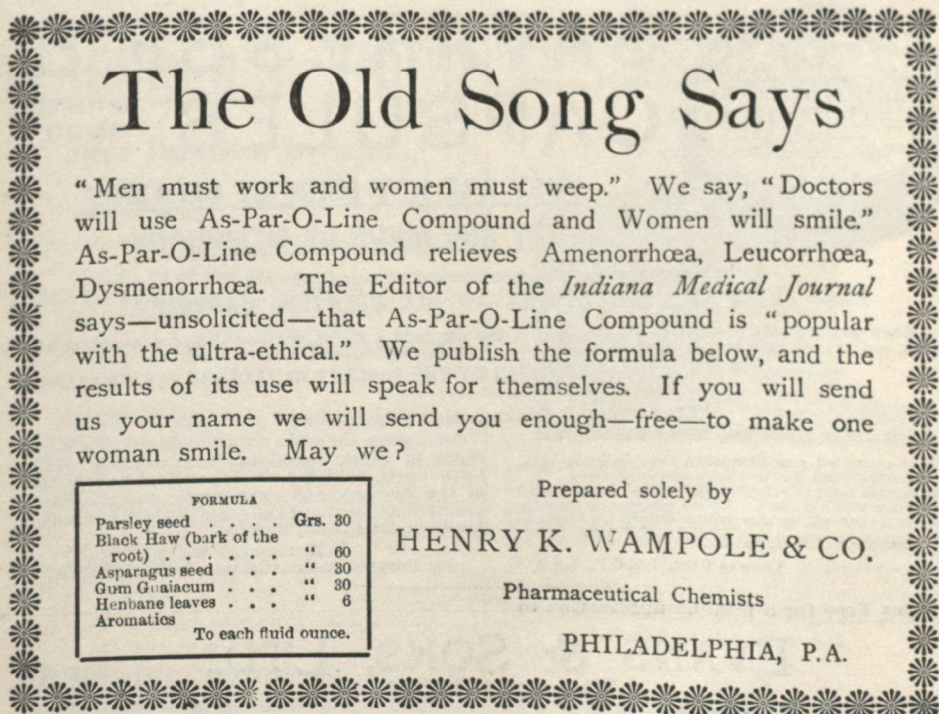 The Old Song Says
“Men must work and women must weep.” We say, “Doctors
will use As-Par-O-Line Compound and Women will smile.”
As-Par-O-Line Compound relieves Amenorrhœa, Leucorrhœa,
Dysmenorrhœa. The Editor of the Indiana Medical Journal
says—unsolicited—that As-Par-O-Line Compound is “popular
with the ultra-ethical.” We publish the formula below, and the
results of its use will speak for themselves. If you will send
us your name we will send you enough—free—to make one
woman smile. May we?
FORMULA
Parsley seed . . . . Grs. 30
Black Haw (bark of the
root) . . . . . “ 60
Asparagus seed . . . “ 30
Gum Guaiacum . . . “ 30
Henbane leaves . . . “ 6
Aromatics
To each fluid ounce.
Prepared solely by
HENRY K. WAMPOLE & CO.
Pharmaceutical Chemists
PHILADELPHIA, P.A.